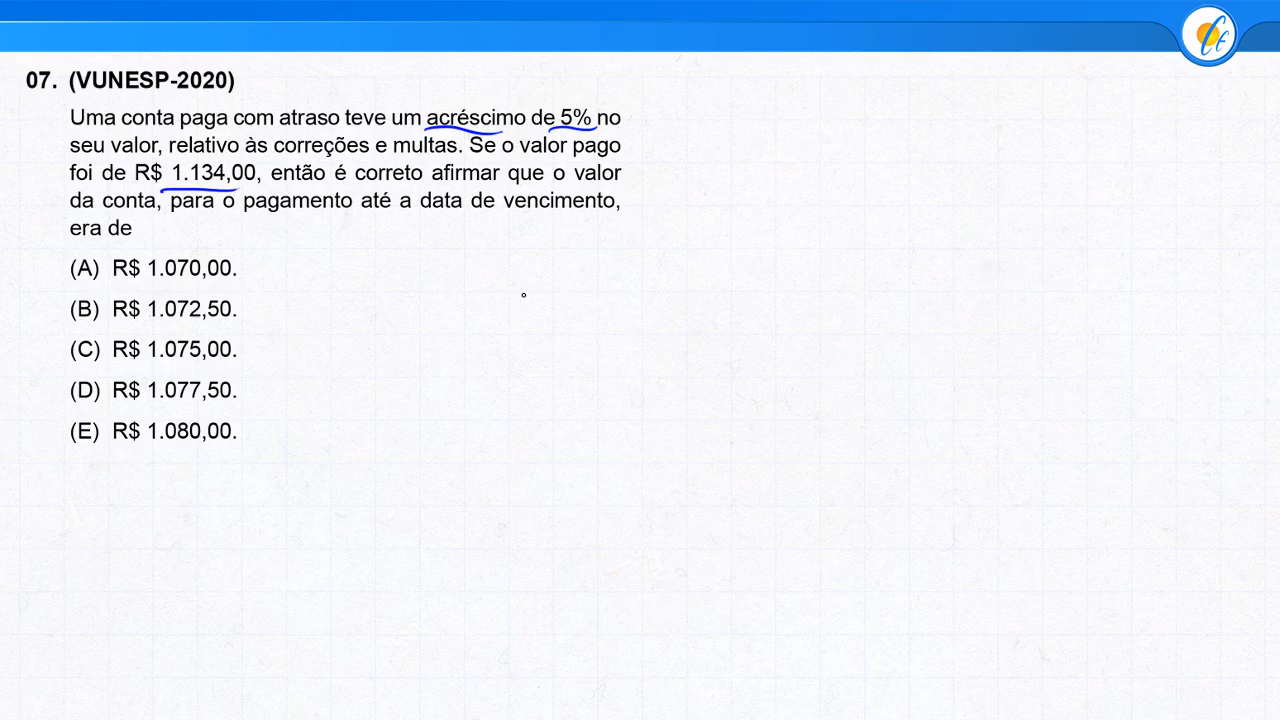 07. (VUNESP-2020)
Uma conta paga com atraso teve um acréscimo de 5% no
seu valor, relativo às correções e multas. Se o valor pago
foi de R$ 1.134,00, então é correto afirmar que o valor
da conta, para o pagamento até a data de vencimento,
era de
(A) R$ 1.070,00.
(B) R$ 1.072,50.
(C) R$ 1.075,00.
(D) R$ 1.077,50.
(E) R$ 1.080,00.